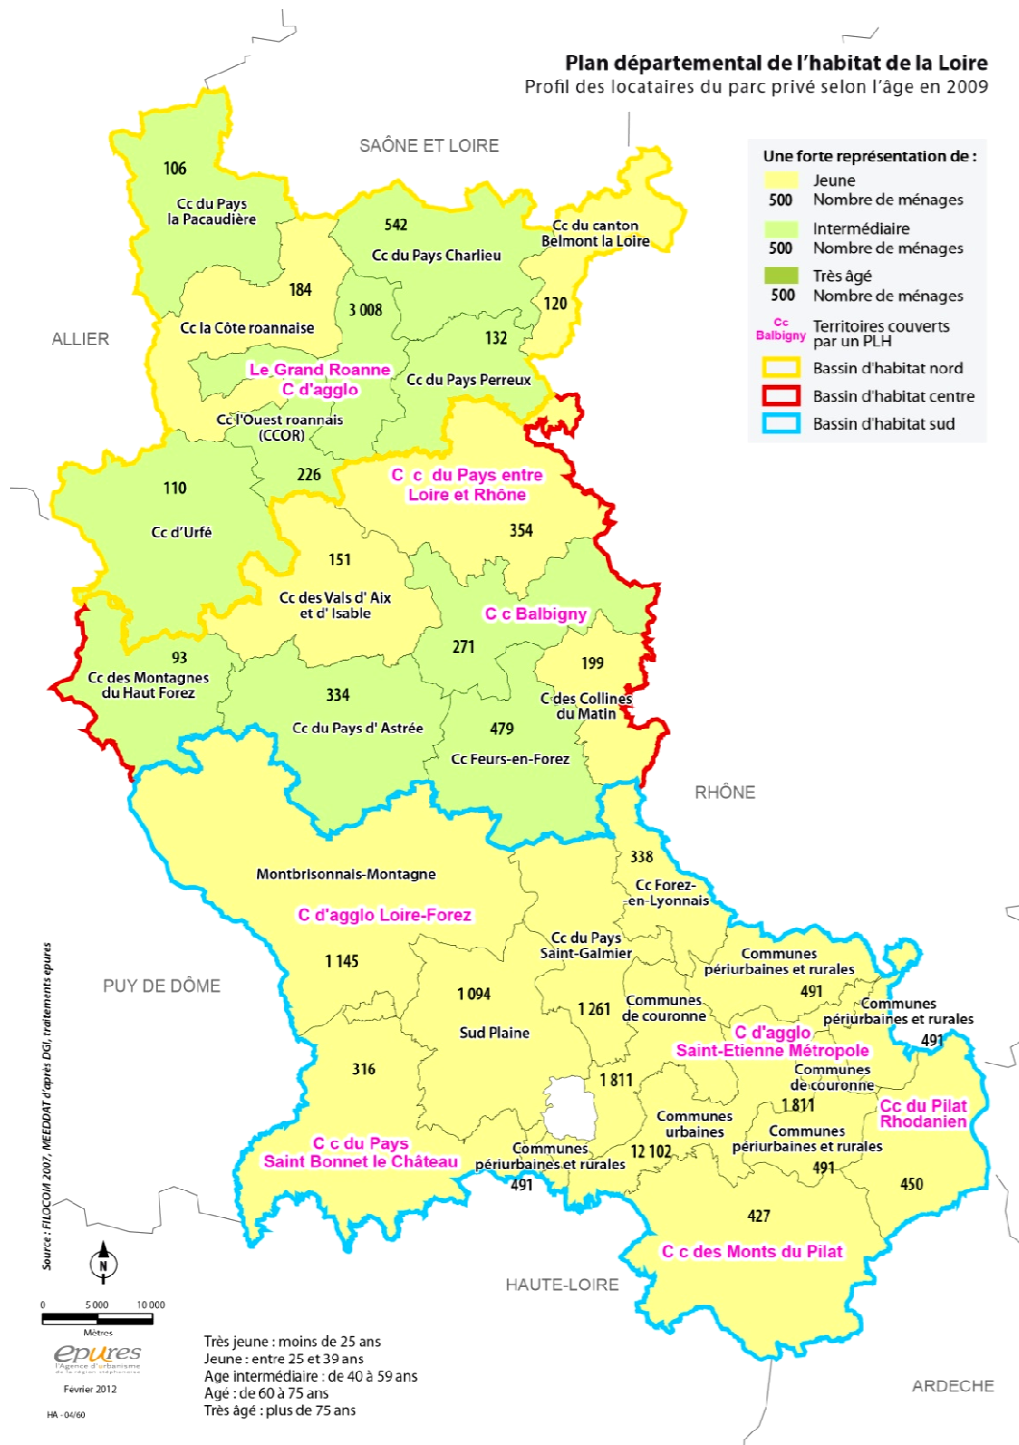 Plan départemental de l'habitat de la Loire
Profil des locataires du parc privé selon l'âge en 2009
SAÔNE ET LOIRE
Une forte représentation de :
Jeune
500 Nombre de ménages
Intermédiaire
500 Nombre de ménages
Très âgé
500 Nombre de ménages
Cc
Balbigny
Territoires couverts
par un PLH
Bassin d'habitat nord
Bassin d'habitat centre
Bassin d'habitat sud
106
Cc du Pays
la Pacaudière
542
Cc du Pays Charlieu
Cc du canton
Belmont la Loire
120
184
Cc la Côte roannaise
3 008
132
ALLIER
Le Grand Roanne
C d'agglo
Cc du Pays Perreux
Cc l'Ouest roannais
(CCOR)
226
110
Cc d'Urfé
C c du Pays entre
Loire et Rhône
354
151
Cc des Vals d' Aix
et d' Isable
C c Balbigny
271
93
Cc des Montagnes
du Haut Forez
199
C des Collines
du Matin
334
Cc du Pays d' Astrée
479
Cc Feurs-en-Forez
RHÔNE
338
Cc Forez-
en-Lyonnais
Montbrisonnais-Montagne
C d'agglo Loire-Forez
1 145
Cc du Pays
Saint-Galmier
1 261
Communes
périurbaines et rurales
491
PUY DE DÔME
1 094
Sud Plaine
Communes
de couronne
Communes
périurbaines et rurales
491
C d'agglo
Saint-Etienne Métropole
316
1 811
Communes
de couronne
1 811
Cc du Pilat
Rhodanien
450
C c du Pays
Saint Bonnet le Château
Communes
urbaines
12 102
Communes
périurbaines et rurales
491
Communes
périurbaines et rurales
491
427
C c des Monts du Pilat
HAUTE-LOIRE
ARDECHE
Source : FILOCOM 2007, MEEDDAT d'après DGI, traitements epures
N
0 5 000 10 000
Mètres
epures
l'Agence d'urbanisme
Février 2012
HA - 04/60
Très jeune : moins de 25 ans
Jeune : entre 25 et 39 ans
Age intermédiaire : de 40 à 59 ans
Agé : de 60 à 75 ans
Très âgé : plus de 75 ans